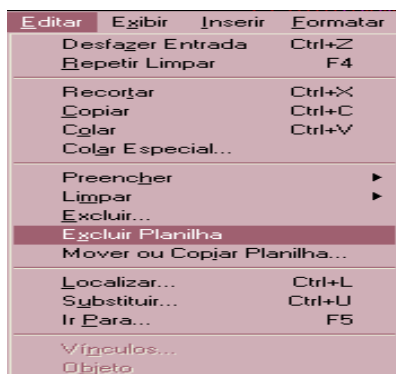 Editar Exibir Inserir Formatar
Desfazer Entrada Ctrl+Z
Repetir Limpar F4
Recortar Ctrl+X
Copiar Ctrl+C
Colar Ctrl+V
Colar Especial...
Preencher
Limpar
Excluir...
Excluir Planilha
Mover ou Copiar Planilha...
Localizar... Ctrl+L
Substituir... Ctrl+U
Ir Para... F5
Vínculos...
Objeto